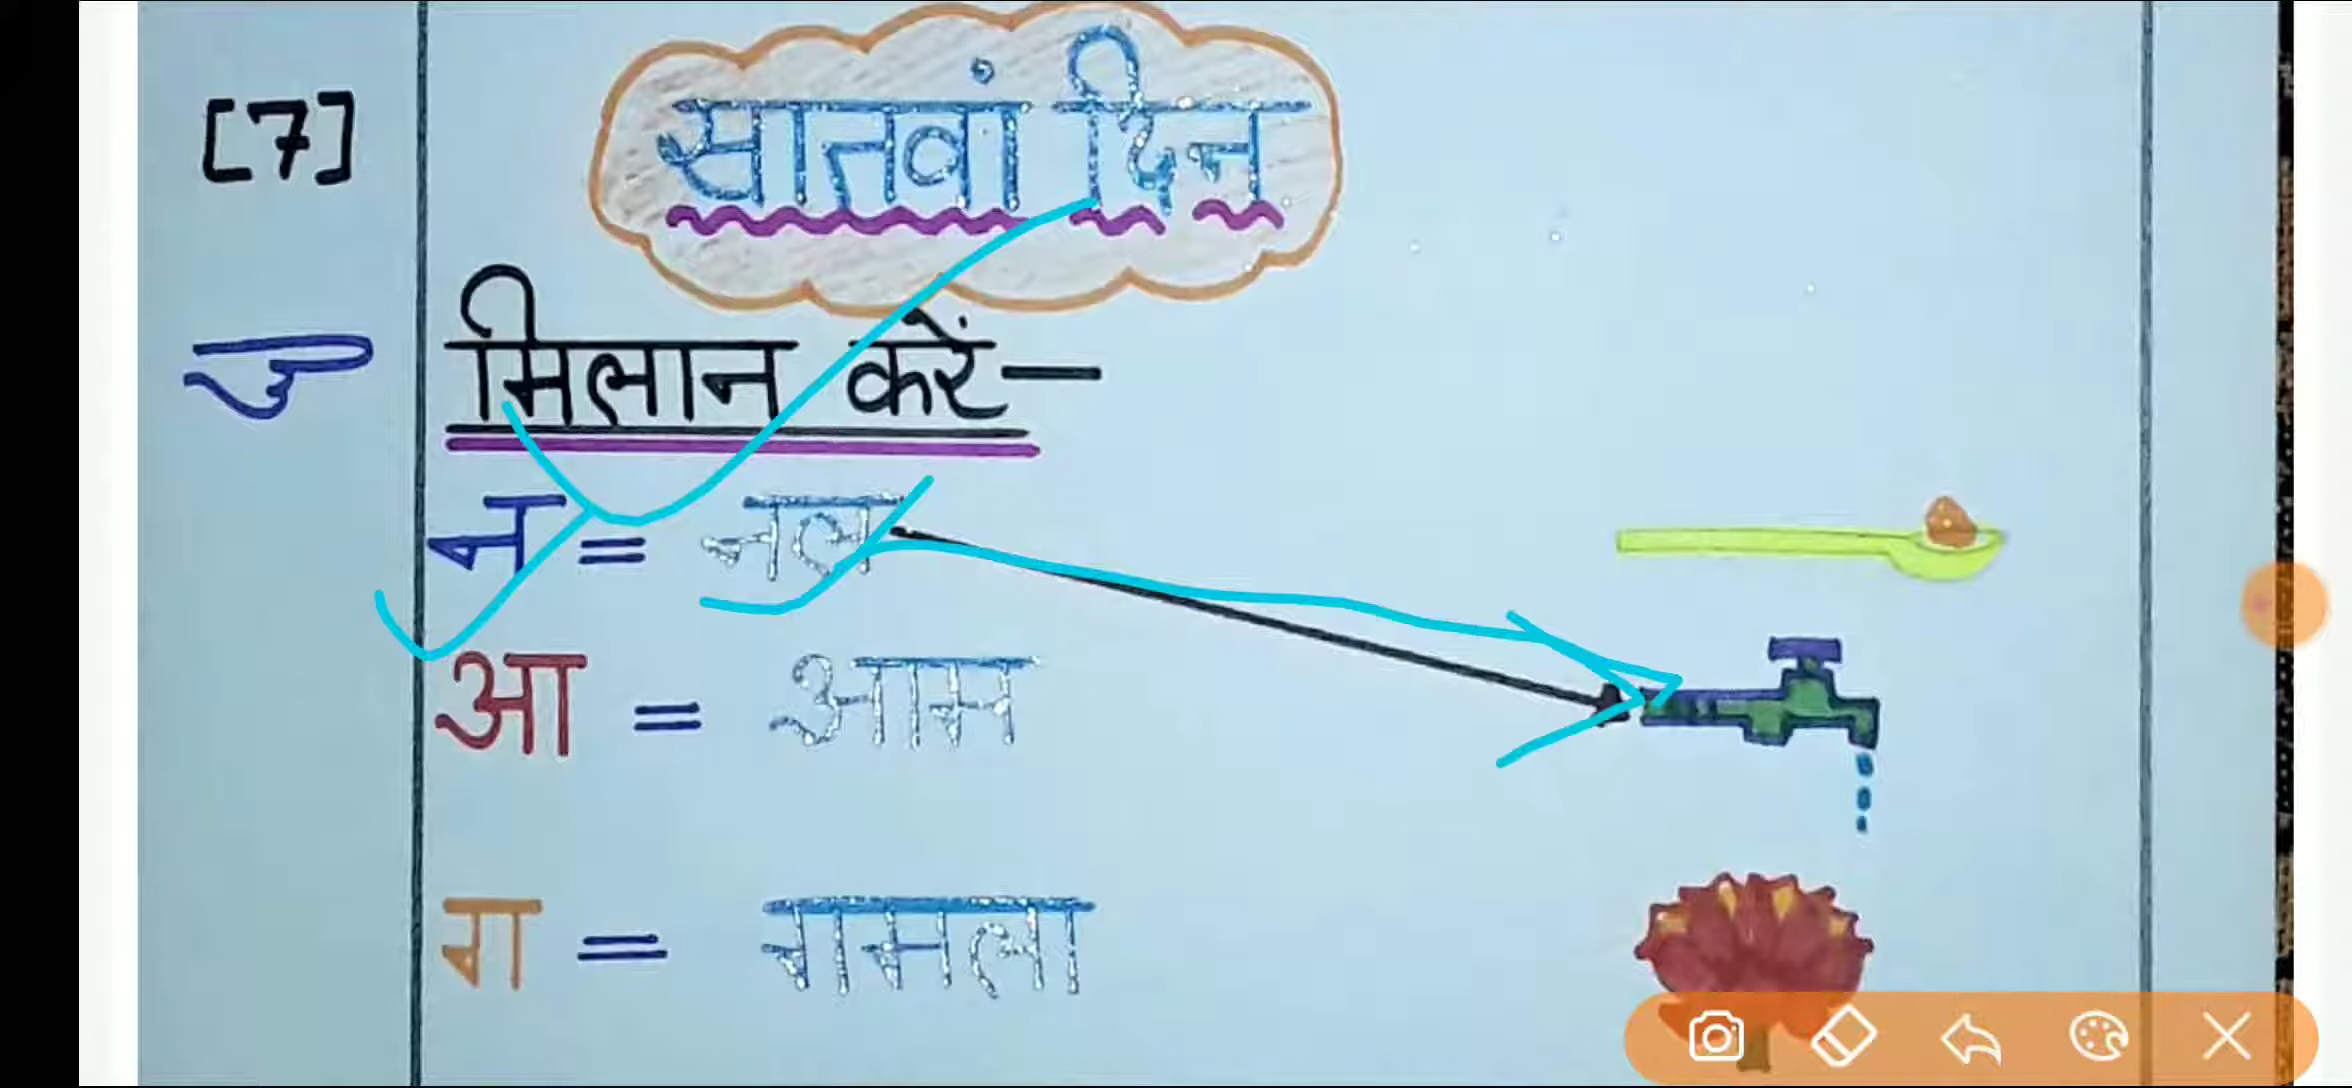 [7]
सातवां दिन
मिलान करें-
न = नल
आ = आम
ग = गमला